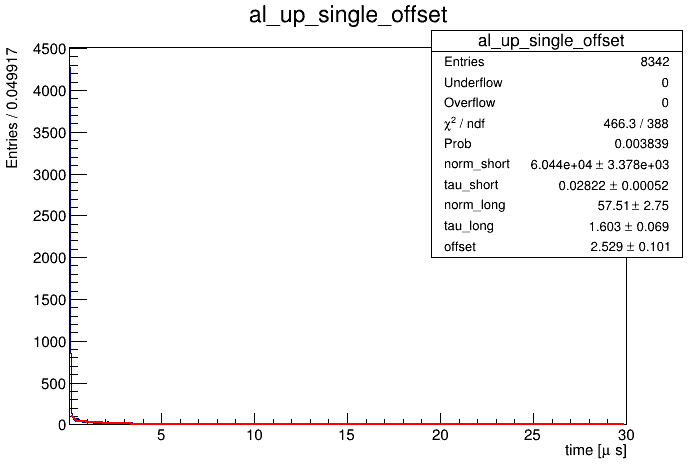 al_up_single_offset
al_up_single_offset
Entries 8342
Underflow 0
Overflow 0
χ² / ndf 466.3 / 388
Prob 0.003839
norm_short 6.044e+04 ± 3.378e+03
tau_short 0.02822 ± 0.00052
norm_long 57.51 ± 2.75
tau_long 1.603 ± 0.069
offset 2.529 ± 0.101
Entries / 0.049917
4500
4000
3500
3000
2500
2000
1500
1000
500
0
5 10 15 20 25 30
time [μ s]